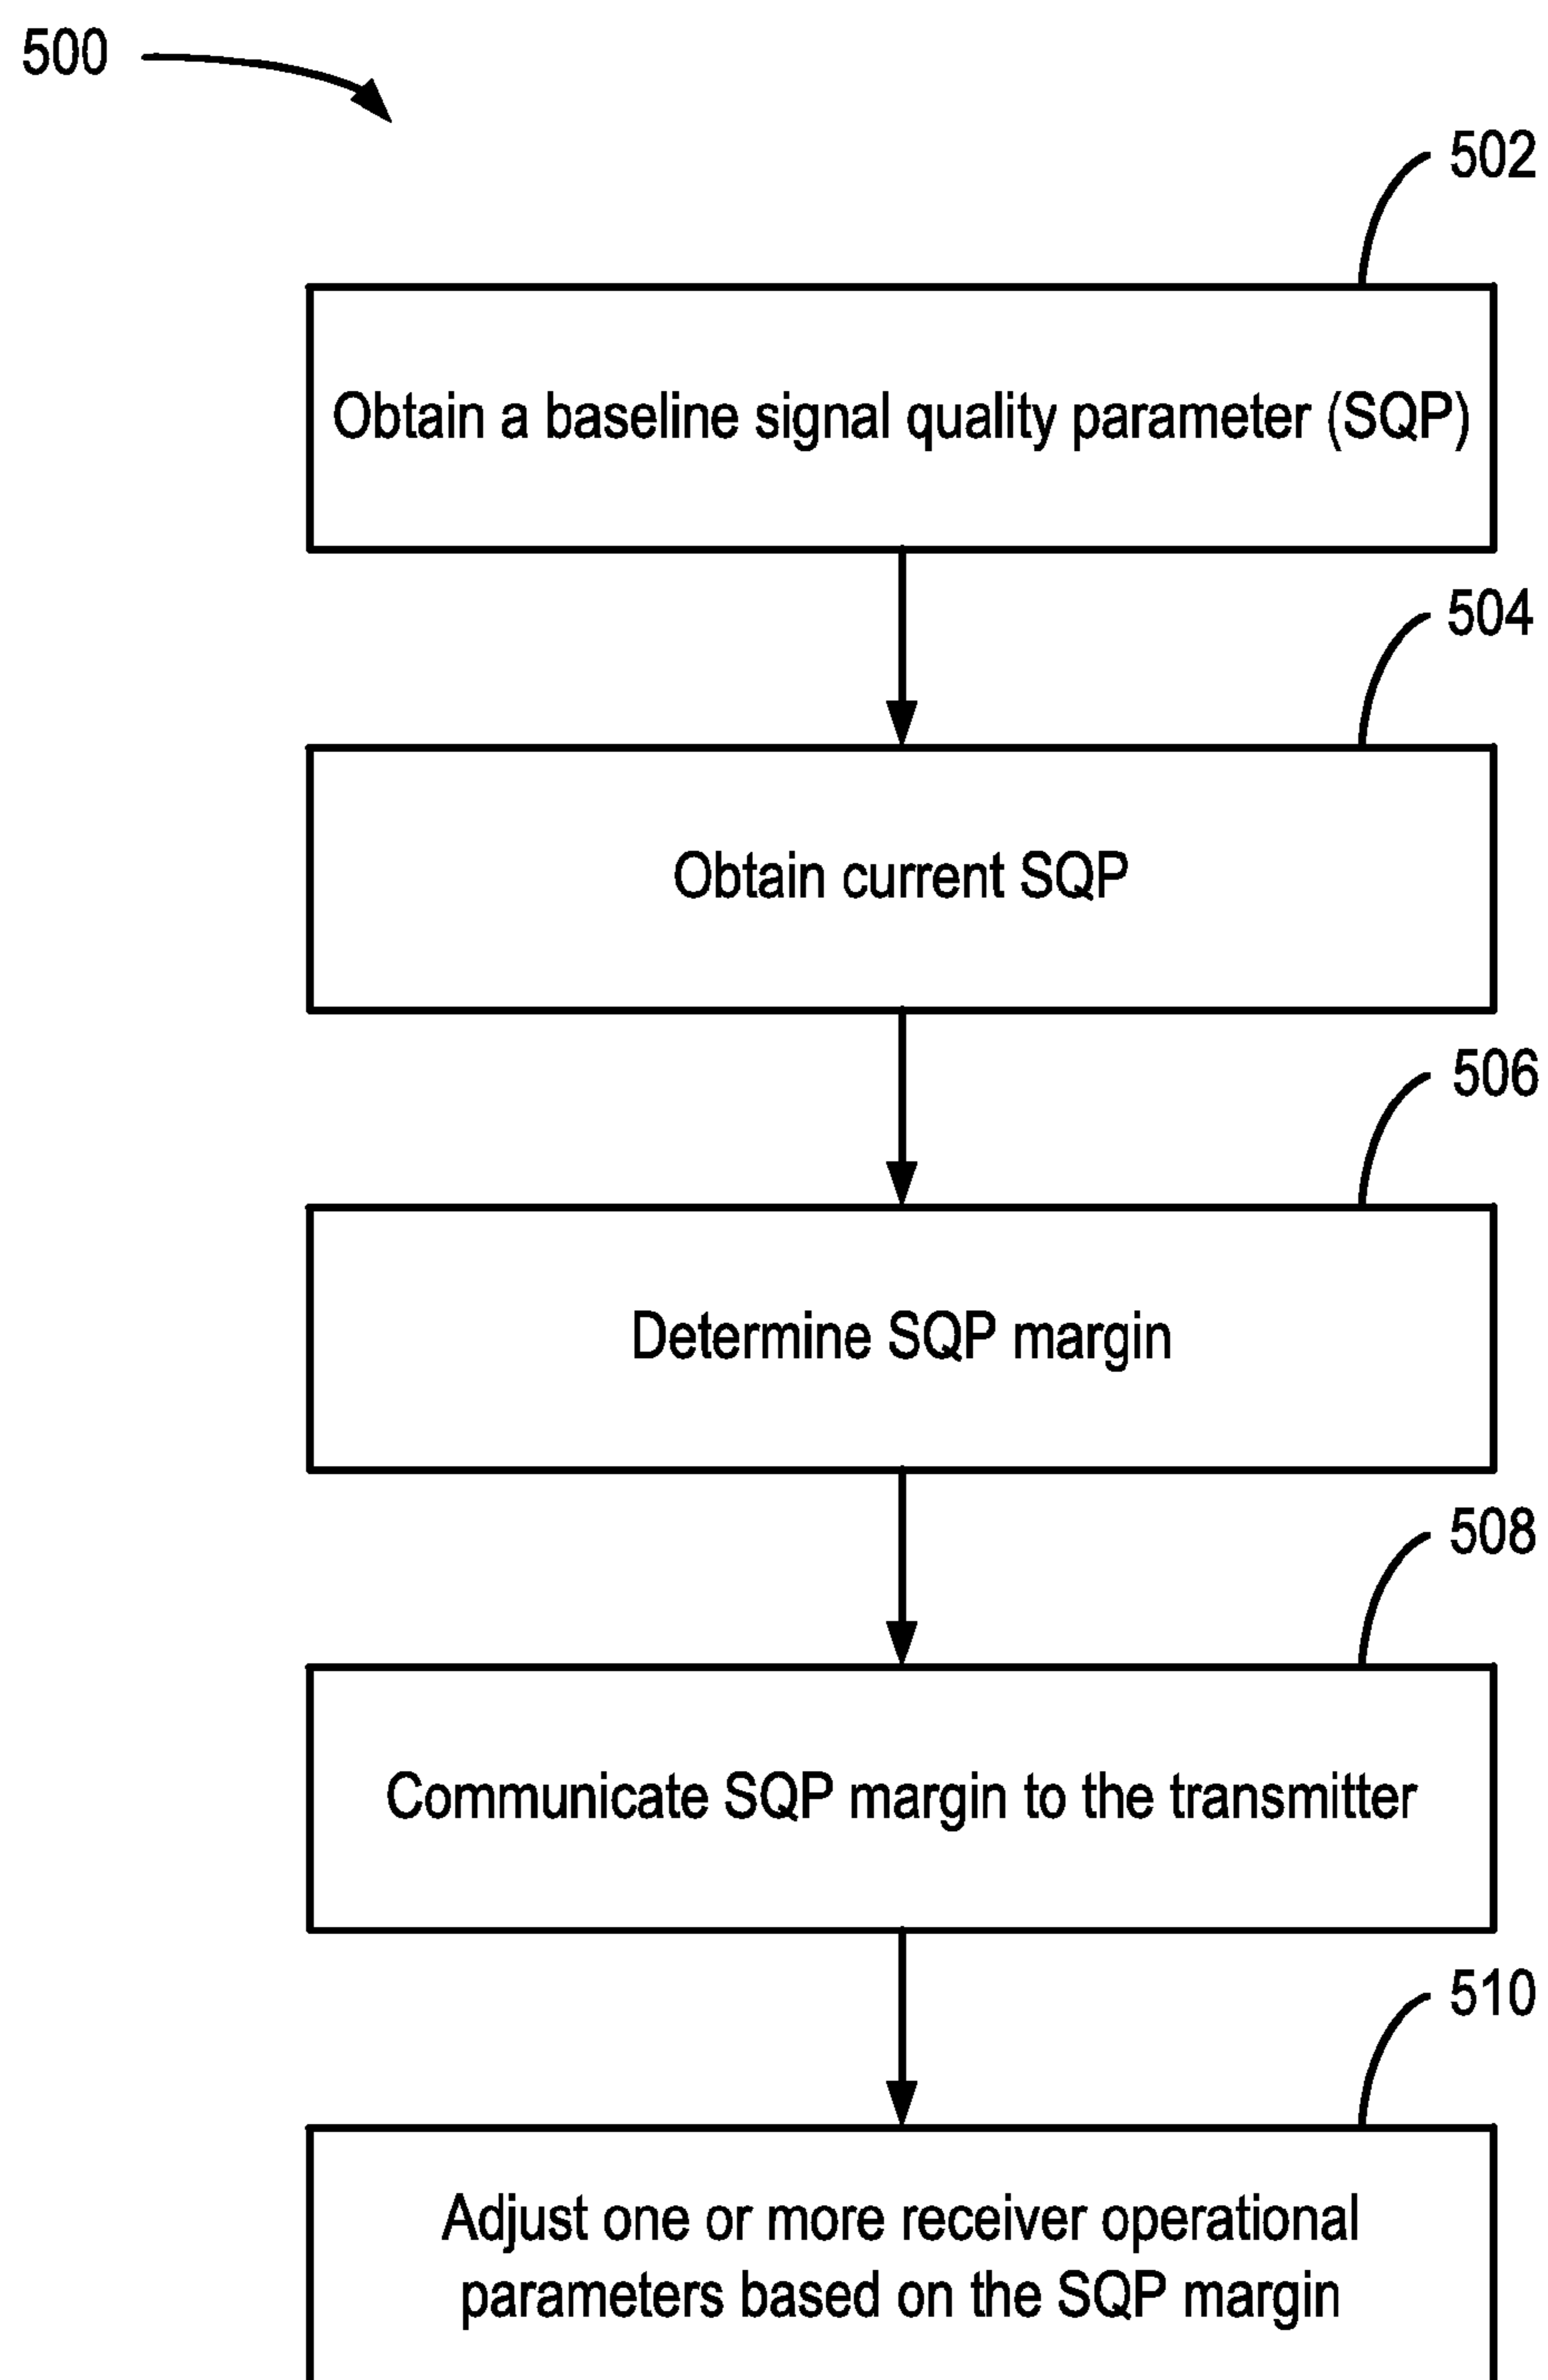 500
502
Obtain a baseline signal quality parameter (SQP)
504
Obtain current SQP
506
Determine SQP margin
508
Communicate SQP margin to the transmitter
510
Adjust one or more receiver operational
parameters based on the SQP margin